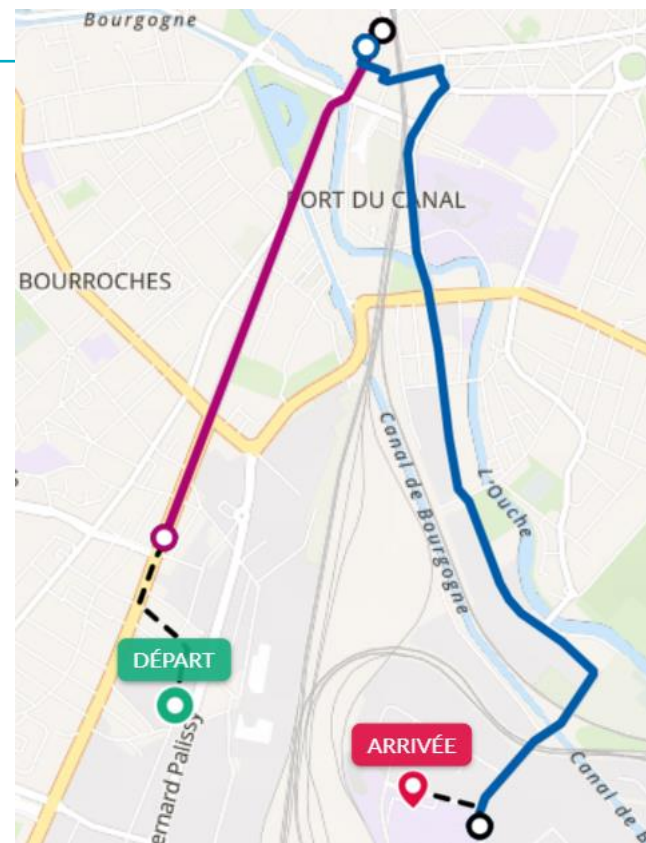 Bourgogne
PORT DU CANAL
BOURROCHES
Canal de Bourgogne
L'Ouche
DÉPART
ernard Palissy
ARRIVÉE
Canal de B